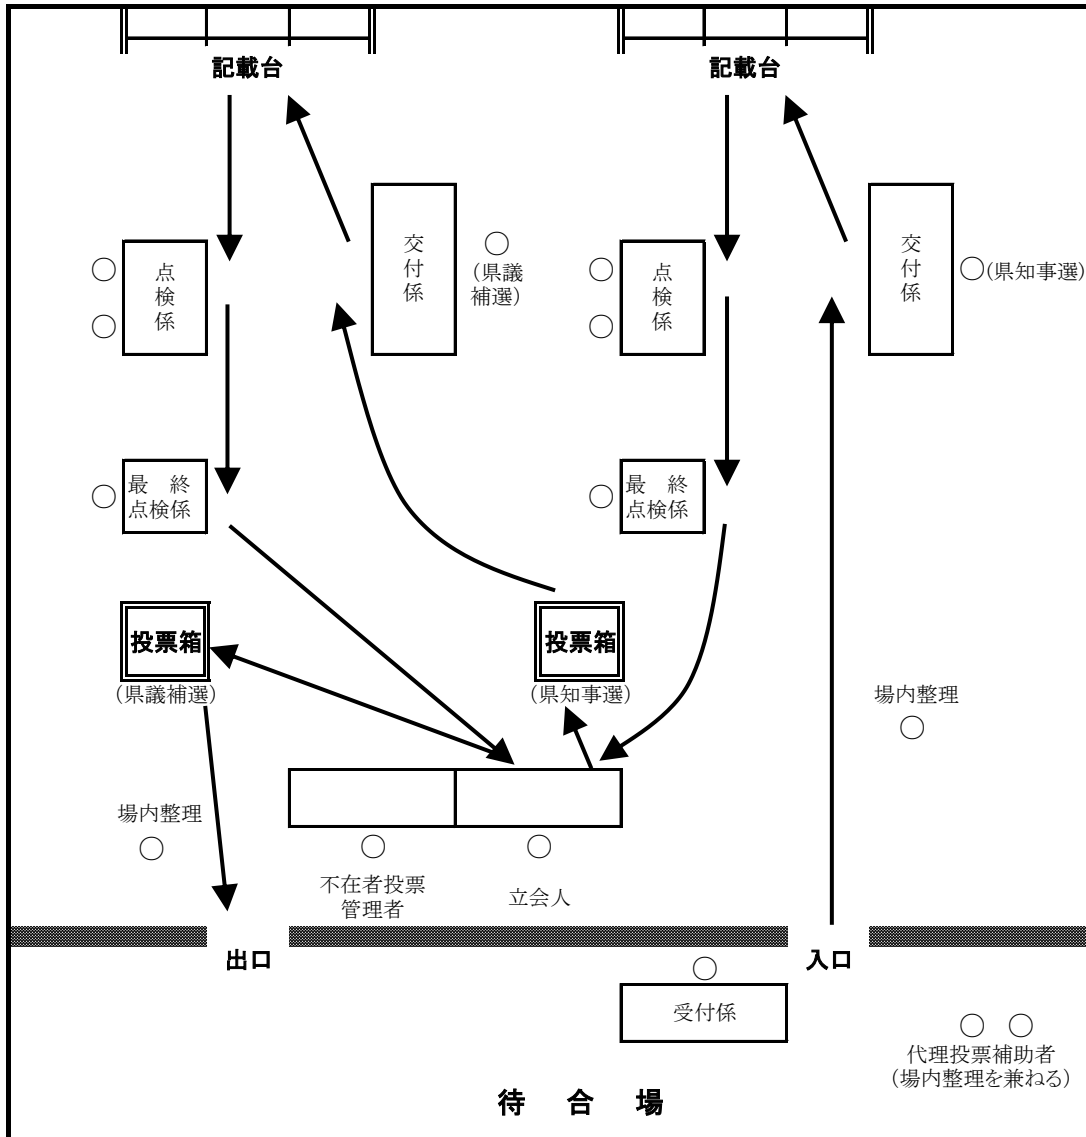 記載台
記載台
交付係
○
(県議
補選)
交付係
○(県知事選)
○
○
点検係
○
○
点検係
○
最　終
点検係
○
最　終
点検係
投票箱
(県議補選)
投票箱
(県知事選)
場内整理
○
場内整理
○
○
不在者投票
管理者
○
立会人
出口
入口
○
受付係
○　○
代理投票補助者
(場内整理を兼ねる)
待　合　場